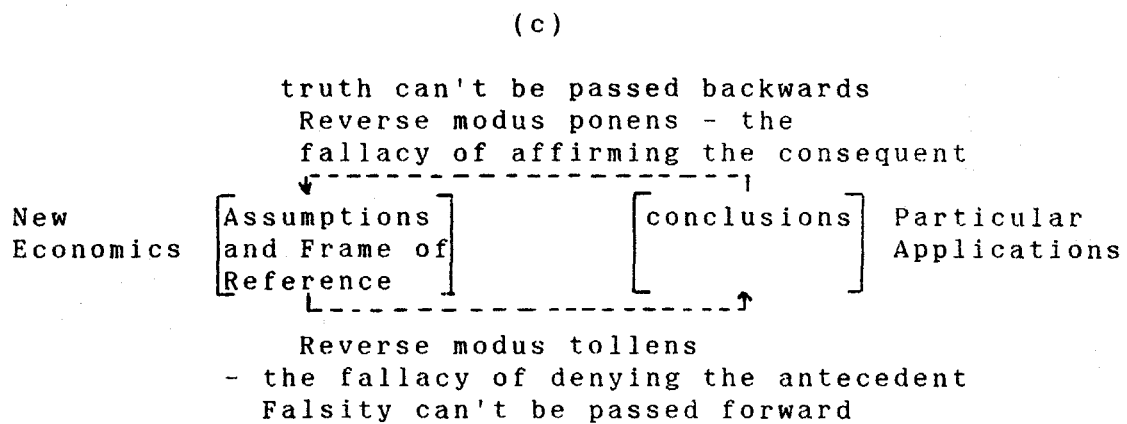 (c)
truth can't be passed backwards
Reverse modus ponens - the
fallacy of affirming the consequent
New Economics
Assumptions
and Frame of
Reference
conclusions
Particular
Applications
Reverse modus tollens
- the fallacy of denying the antecedent
Falsity can't be passed forward